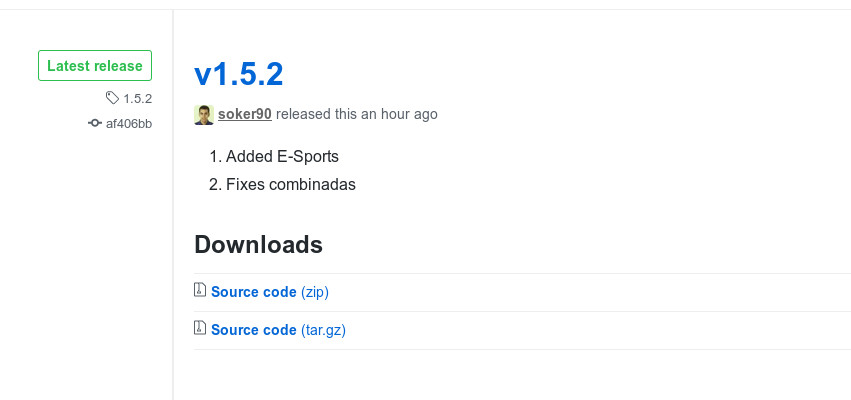 Latest release
1.5.2
af406bb
v1.5.2
soker90 released this an hour ago
1. Added E-Sports
2. Fixes combinadas
Downloads
Source code (zip)
Source code (tar.gz)